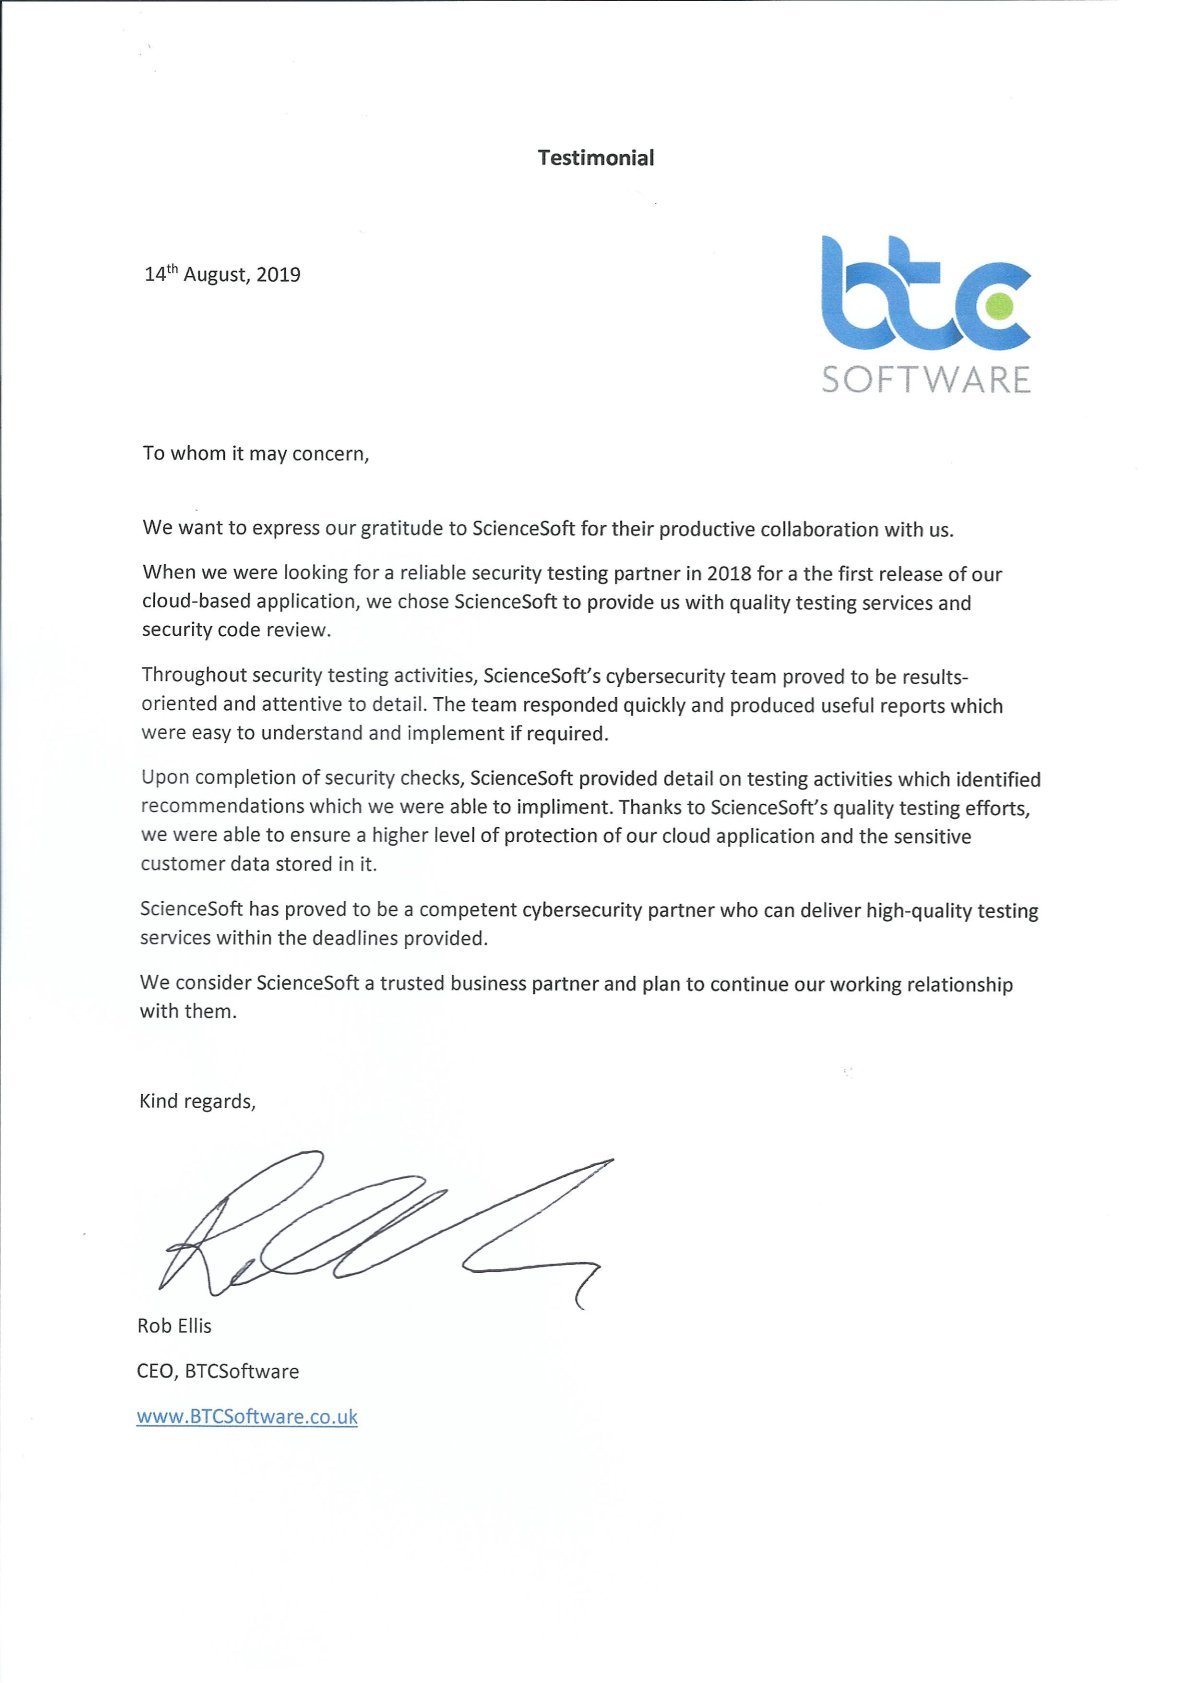 Testimonial
14th August, 2019
btc
SOFTWARE
To whom it may concern,
We want to express our gratitude to ScienceSoft for their productive collaboration with us.
When we were looking for a reliable security testing partner in 2018 for a the first release of our
cloud-based application, we chose ScienceSoft to provide us with quality testing services and
security code review.
Throughout security testing activities, ScienceSoft's cybersecurity team proved to be results-
oriented and attentive to detail. The team responded quickly and produced useful reports which
were easy to understand and implement if required.
Upon completion of security checks, ScienceSoft provided detail on testing activities which identified
recommendations which we were able to impliment. Thanks to ScienceSoft's quality testing efforts,
we were able to ensure a higher level of protection of our cloud application and the sensitive
customer data stored in it.
ScienceSoft has proved to be a competent cybersecurity partner who can deliver high-quality testing
services within the deadlines provided.
We consider ScienceSoft a trusted business partner and plan to continue our working relationship
with them.
Kind regards,
Rob Ellis
CEO, BTCSoftware
www.BTCSoftware.co.uk